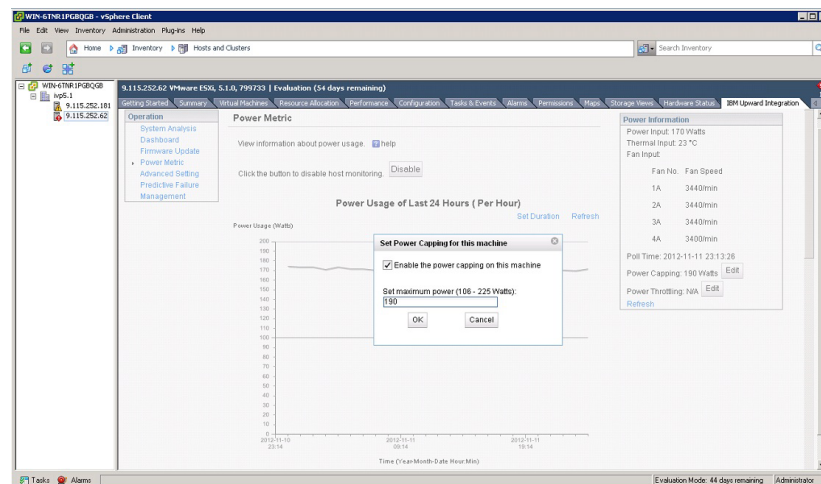 WIN-6TNR1PGBQGB - vSphere Client
File Edit View Inventory Administration Plug-ins Help
Home Inventory Hosts and Clusters
Search Inventory
WIN-6TNR1PGBQGB
ivp5.1
9.115.252.181
9.115.252.62
9.115.252.62 VMware ESXi, 5.1.0, 799733 | Evaluation (54 days remaining)
Getting Started Summary Virtual Machines Resource Allocation Performance Configuration Tasks & Events Alarms Permissions Maps Storage Views Hardware Status IBM Upward Integration
Operation
System Analysis
Dashboard
Firmware Update
Power Metric
Advanced Setting
Predictive Failure
Management
Power Metric
View information about power usage. help
Click the button to disable host monitoring. Disable
Power Usage of Last 24 Hours ( Per Hour)
Set Duration Refresh
Power Usage (Watts)
200
190
180
170
160
150
140
130
120
110
100
90
80
70
60
50
40
30
20
10
0
2012-11-10
23:14
2012-11-11
09:14
2012-11-11
19:14
Time (Year-Month-Date Hour:Min)
Set Power Capping for this machine
Enable the power capping on this machine
Set maximum power (106 - 225 Watts):
190
OK Cancel
Power Information
Power Input: 170 Watts
Thermal Input: 23 °C
Fan Input:
Fan No. Fan Speed
1A 3440/min
2A 3440/min
3A 3440/min
4A 3400/min
Poll Time: 2012-11-11 23:13:26
Power Capping: 190 Watts Edit
Power Throttling: N/A Edit
Refresh
Tasks Alarms
Evaluation Mode: 44 days remaining Administrator